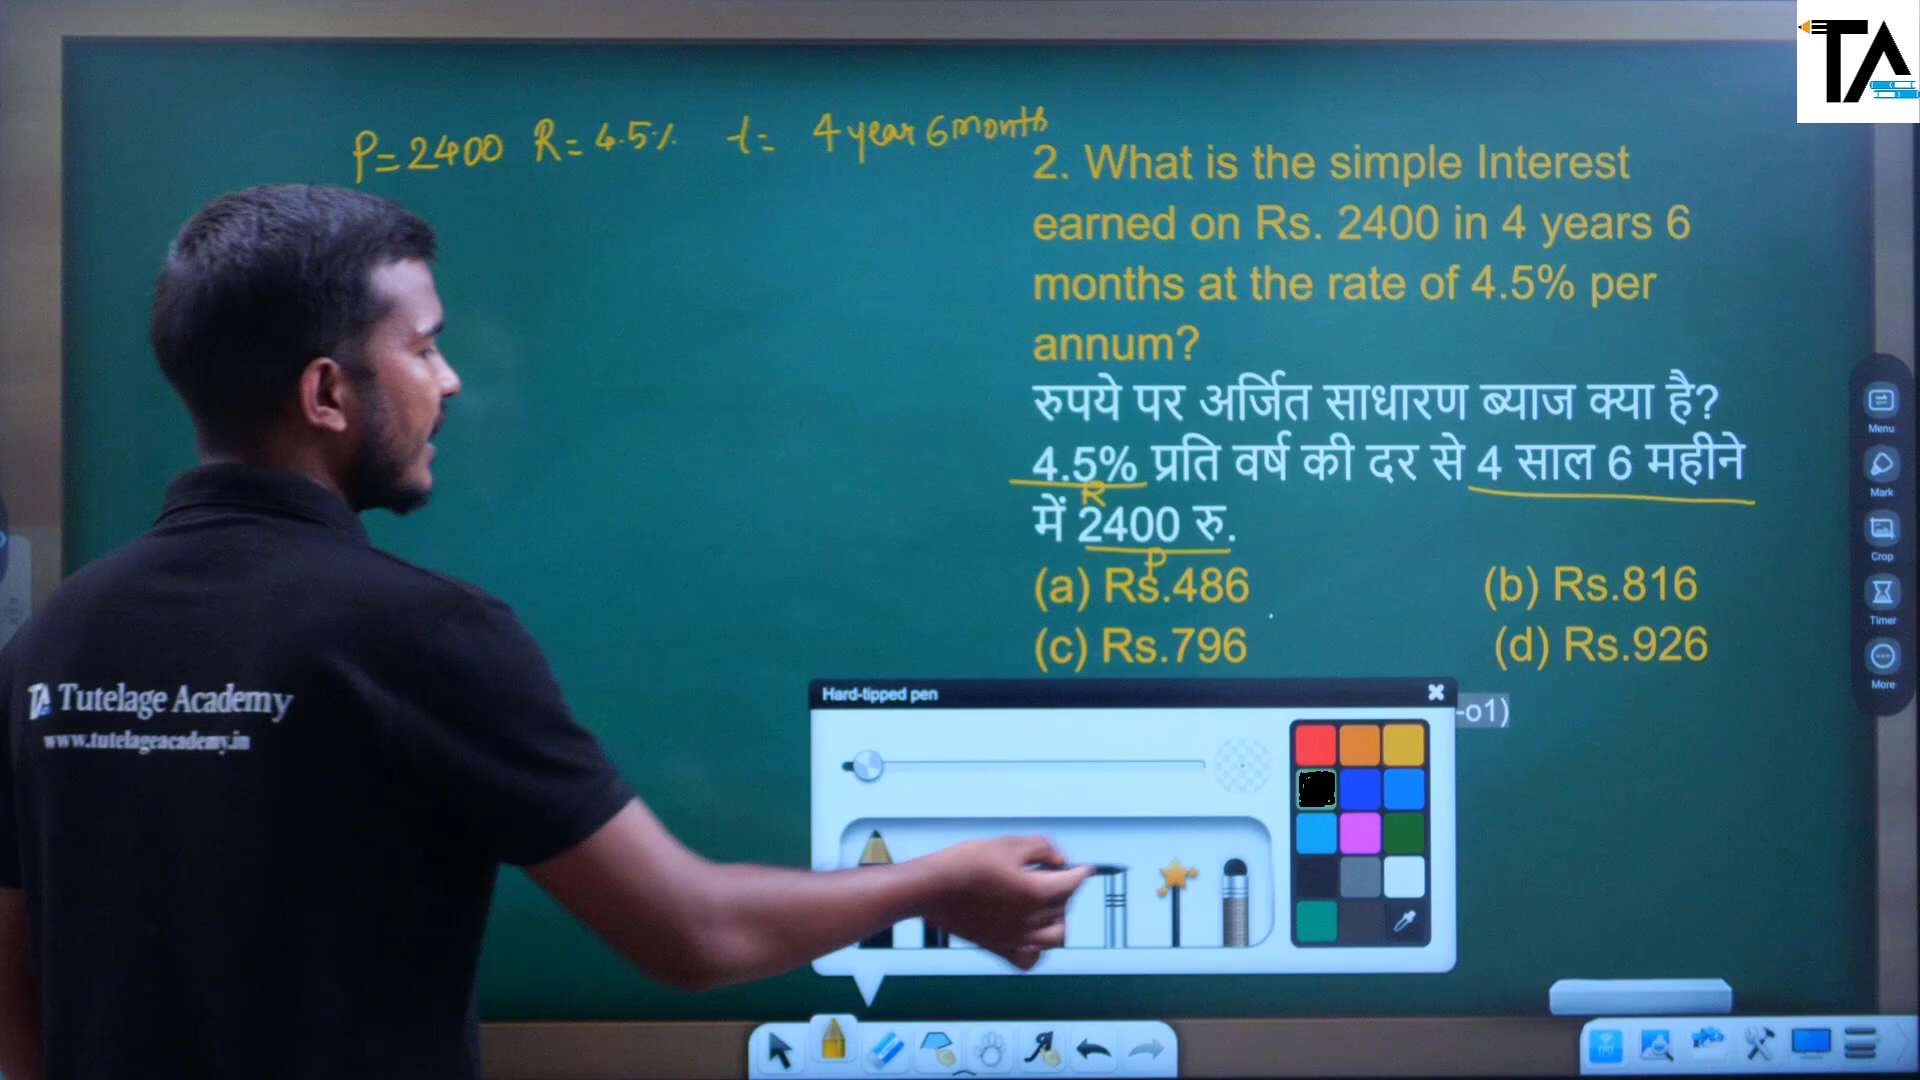 TA
P=2400 R=4.5% t= 4 year 6 month
2. What is the simple Interest
earned on Rs. 2400 in 4 years 6
months at the rate of 4.5% per
annum?
रुपये पर अर्जित साधारण ब्याज क्या है?
4.5% प्रति वर्ष की दर से 4 साल 6 महीने
R
में 2400 रु.
P
(a) Rs.486 (b) Rs.816
(c) Rs.796 (d) Rs.926
-o1)
Hard-tipped pen
Menu
Mark
Crop
Timer
More
TA Tutelage Academy
www.tutelageacademy.in